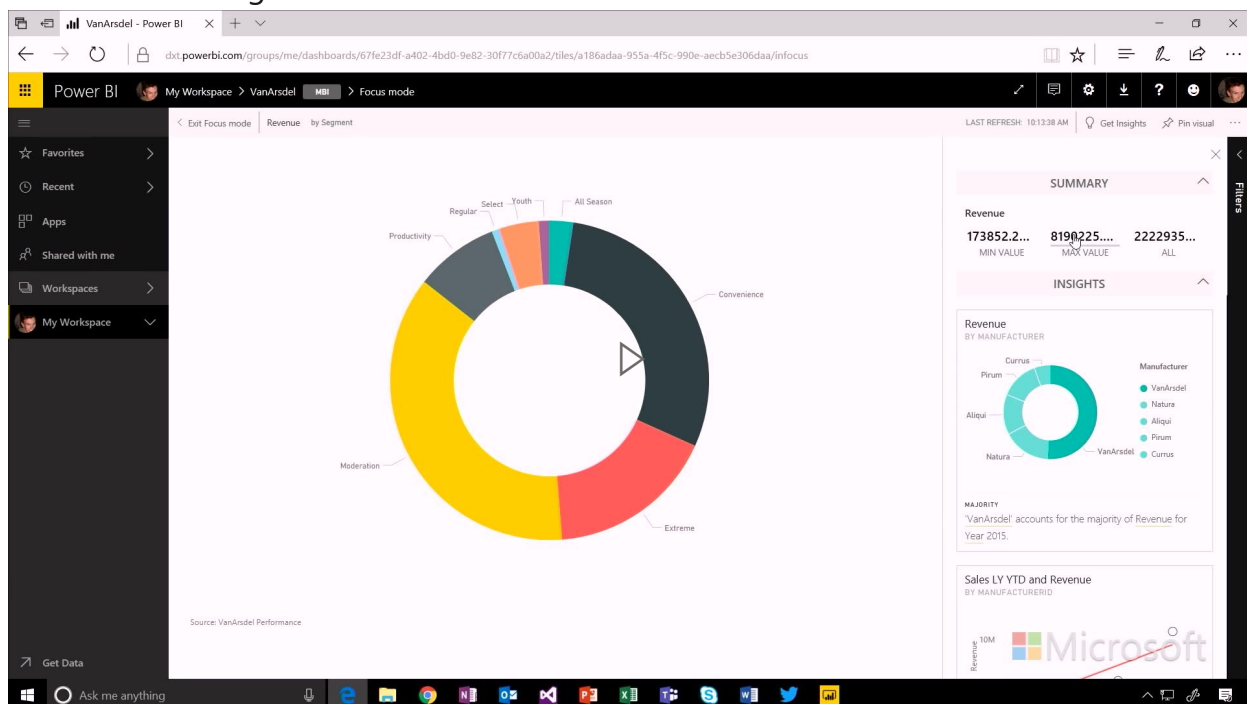 VanArsdel - Power BI
dxt.powerbi.com/groups/me/dashboards/67fe23df-a402-4bd0-9e82-30f77c6a00a2/tiles/a186adaa-955a-4f5c-990e-aecb5e306daa/infocus
Power BI My Workspace > VanArsdel MBI > Focus mode
Exit Focus mode Revenue by Segment LAST REFRESH: 10:13:38 AM Get Insights Pin visual
Favorites
Recent
Apps
Shared with me
Workspaces
My Workspace
Get Data
All Season
Youth
Select
Regular
Productivity
Convenience
Moderation
Extreme
Source: VanArsdel Performance
Filters
SUMMARY
Revenue
173852.2... 8190225.... 2222935...
MIN VALUE MAX VALUE ALL
INSIGHTS
Revenue
BY MANUFACTURER
Currus
Pirum
Aliqui
Natura
VanArsdel
Manufacturer
VanArsdel
Natura
Aliqui
Pirum
Currus
MAJORITY
'VanArsdel' accounts for the majority of Revenue for
Year 2015.
Sales LY YTD and Revenue
BY MANUFACTURERID
10M
Revenue
Microsoft
Ask me anything